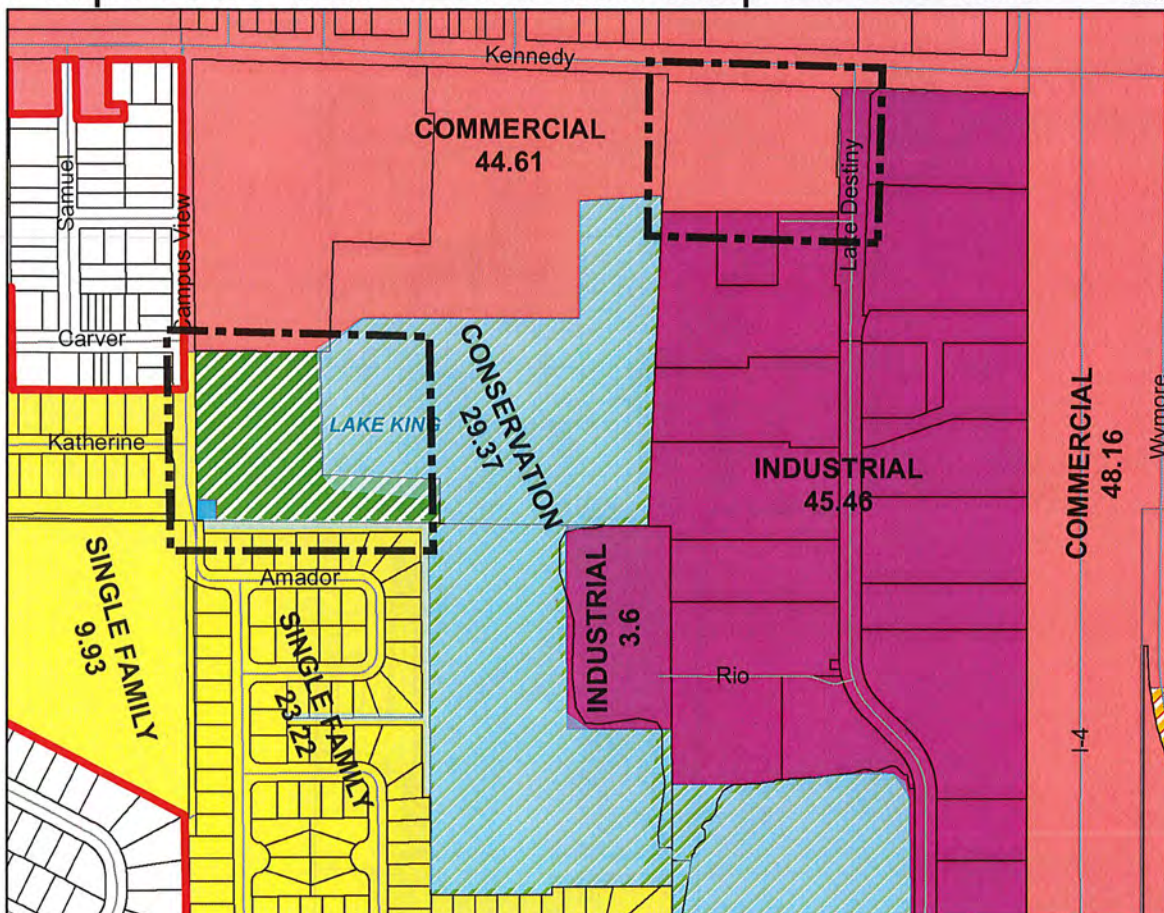 Kennedy
COMMERCIAL
44.61
Samuel
Campus View
Lake Destiny
Carver
CONSERVATION
29.37
LAKE KING
Katherine
INDUSTRIAL
45.46
COMMERCIAL
48.16
Wymore
SINGLE FAMILY
9.93
Amador
SINGLE FAMILY
23.22
INDUSTRIAL
3.6
Rio
I-4